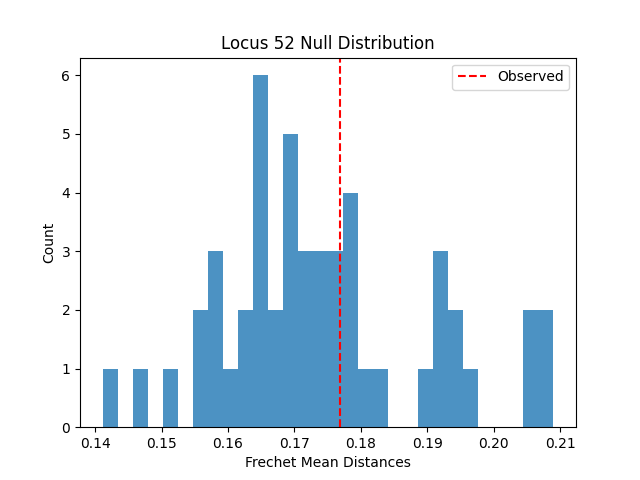 Locus 52 Null Distribution
Observed
6
5
4
3
2
1
0
Count
0.14 0.15 0.16 0.17 0.18 0.19 0.20 0.21
Frechet Mean Distances